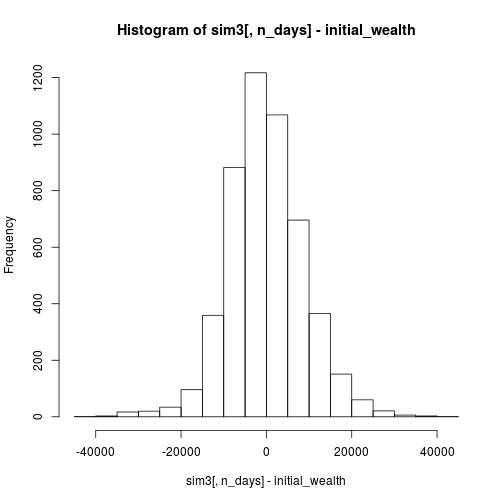 Histogram of sim3[, n_days] - initial_wealth
Frequency
1200
1000
800
600
400
200
0
-40000 -20000 0 20000 40000
sim3[, n_days] - initial_wealth